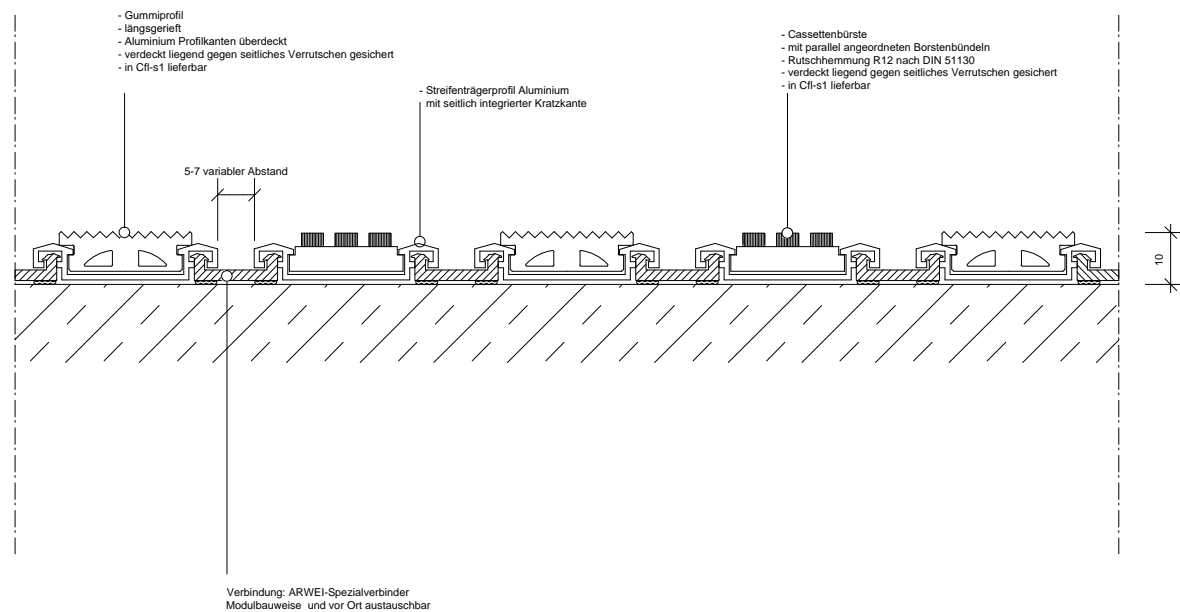 - Gummiprofil
- längsgerieft
- Aluminium Profilkanten überdeckt
- verdeckt liegend gegen seitliches Verrutschen gesichert
- in Cfl-s1 lieferbar
- Cassettenbürste
- mit parallel angeordneten Borstenbündeln
- Rutschhemmung R12 nach DIN 51130
- verdeckt liegend gegen seitliches Verrutschen gesichert
- in Cfl-s1 lieferbar
- Streifenträgerprofil Aluminium
mit seitlich integrierter Kratzkante
5-7 variabler Abstand
10
Verbindung: ARWEI-Spezialverbinder
Modulbauweise und vor Ort austauschbar